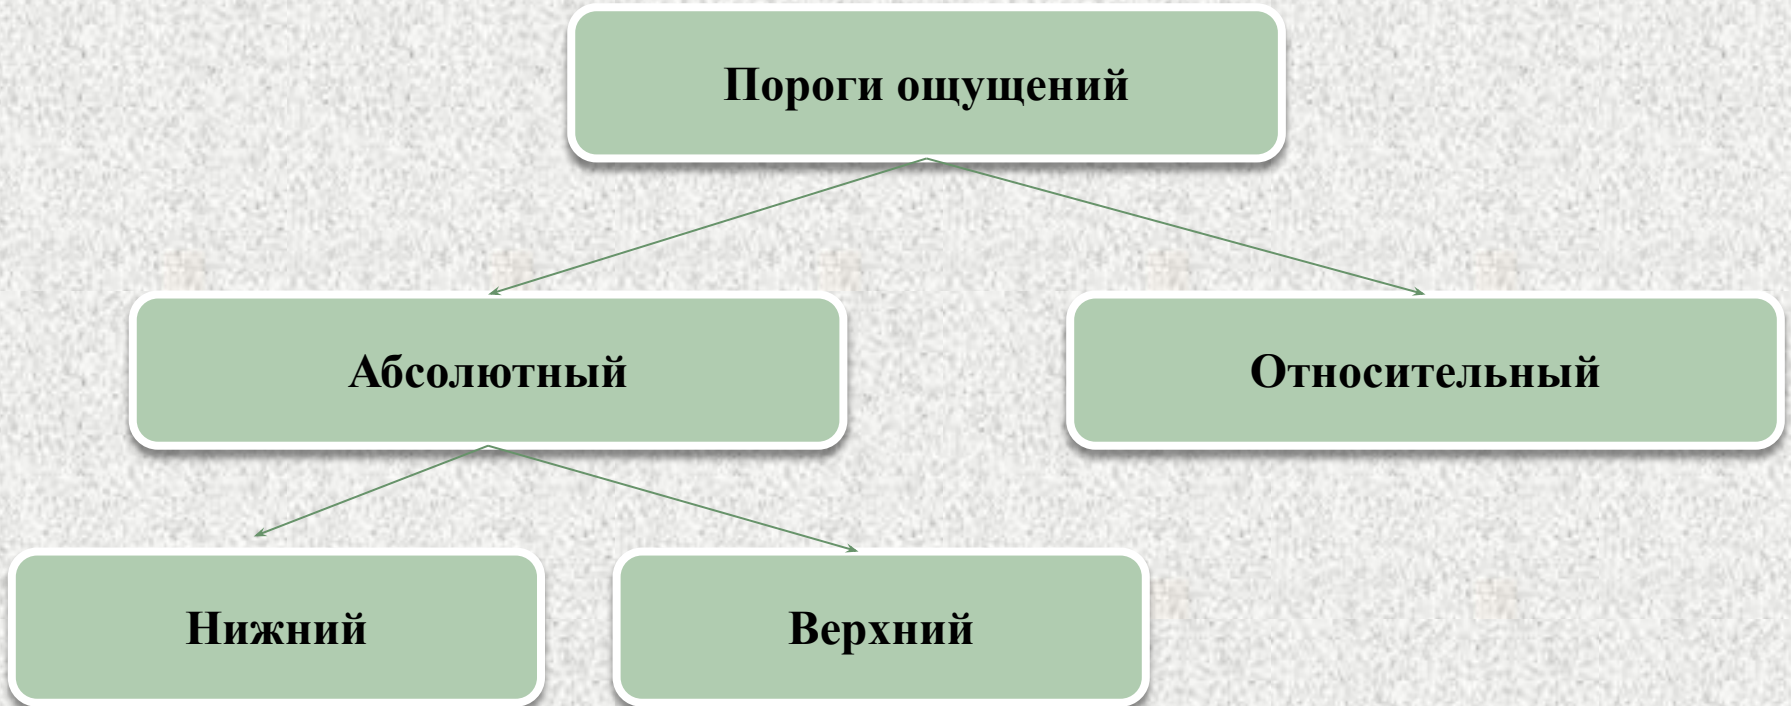 Пороги ощущений
Абсолютный
Относительный
Нижний
Верхний